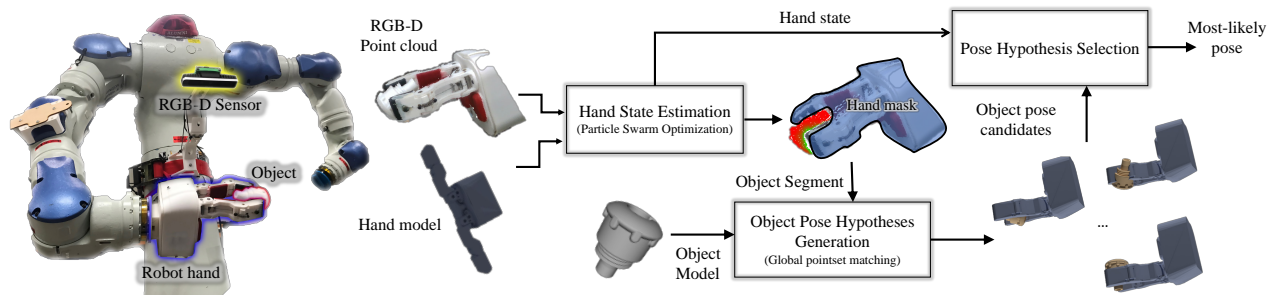 RGB-D Sensor
Object
Robot hand
RGB-D
Point cloud
Hand model
Hand State Estimation
(Particle Swarm Optimization)
Hand state
Hand mask
Object Segment
Object
Model
Object Pose Hypotheses
Generation
(Global pointset matching)
...
Object pose
candidates
Pose Hypothesis Selection
Most-likely
pose